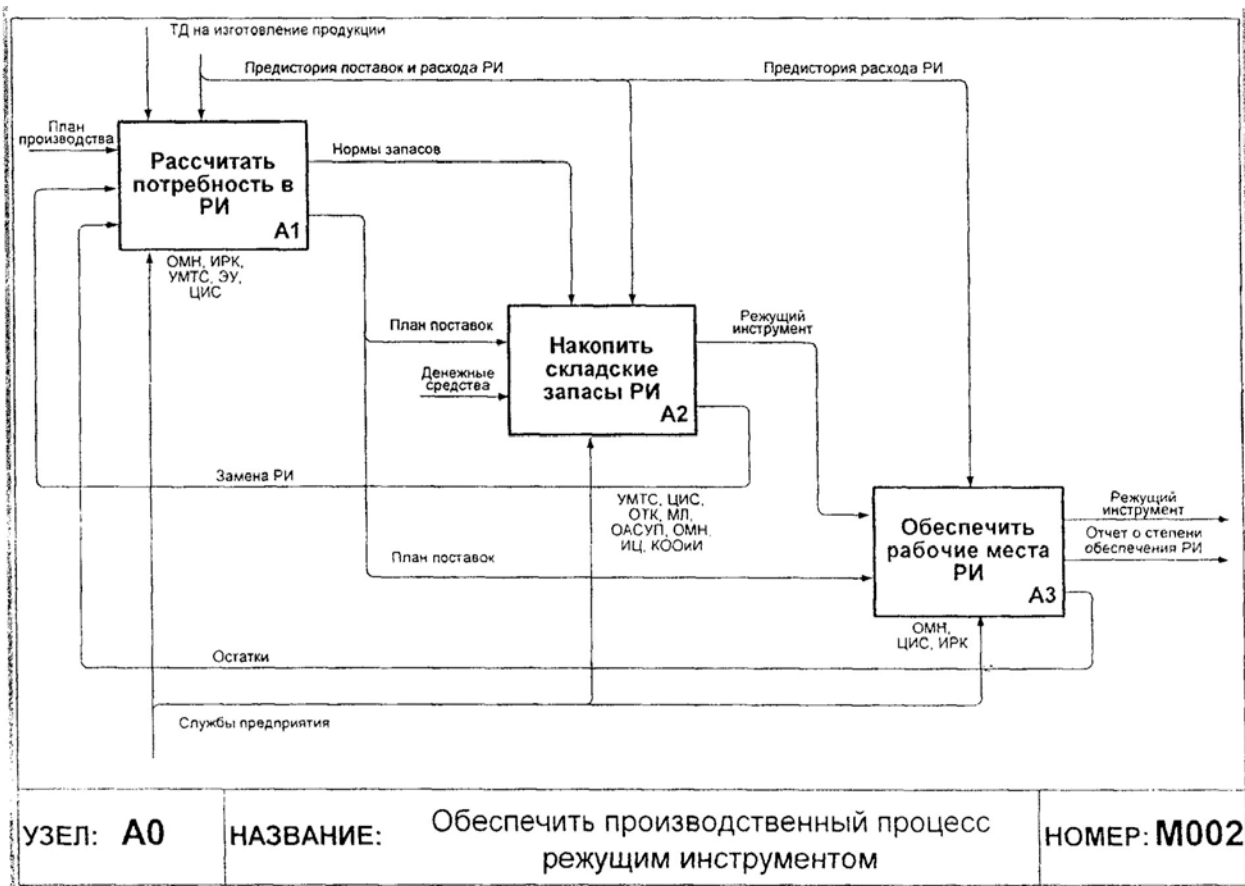 ТД на изготовление продукции
Предистория поставок и расхода РИ
Предистория расхода РИ
План
производства
Рассчитать
потребность в
РИ
А1
Нормы запасов
ОМН, ИРК,
УМТС, ЭУ,
ЦИС
План поставок
Денежные
средства
Накопить
складские
запасы РИ
А2
Режущий
инструмент
Замена РИ
УМТС, ЦИС,
ОТК, МЛ,
ОАСУП, ОМН,
ИЦ, КООиИ
План поставок
Обеспечить
рабочие места
РИ
А3
Режущий
инструмент
Отчет о степени
обеспечения РИ
ОМН,
ЦИС, ИРК
Остатки
Службы предприятия
УЗЕЛ: А0
НАЗВАНИЕ:
Обеспечить производственный процесс
режущим инструментом
НОМЕР: М002